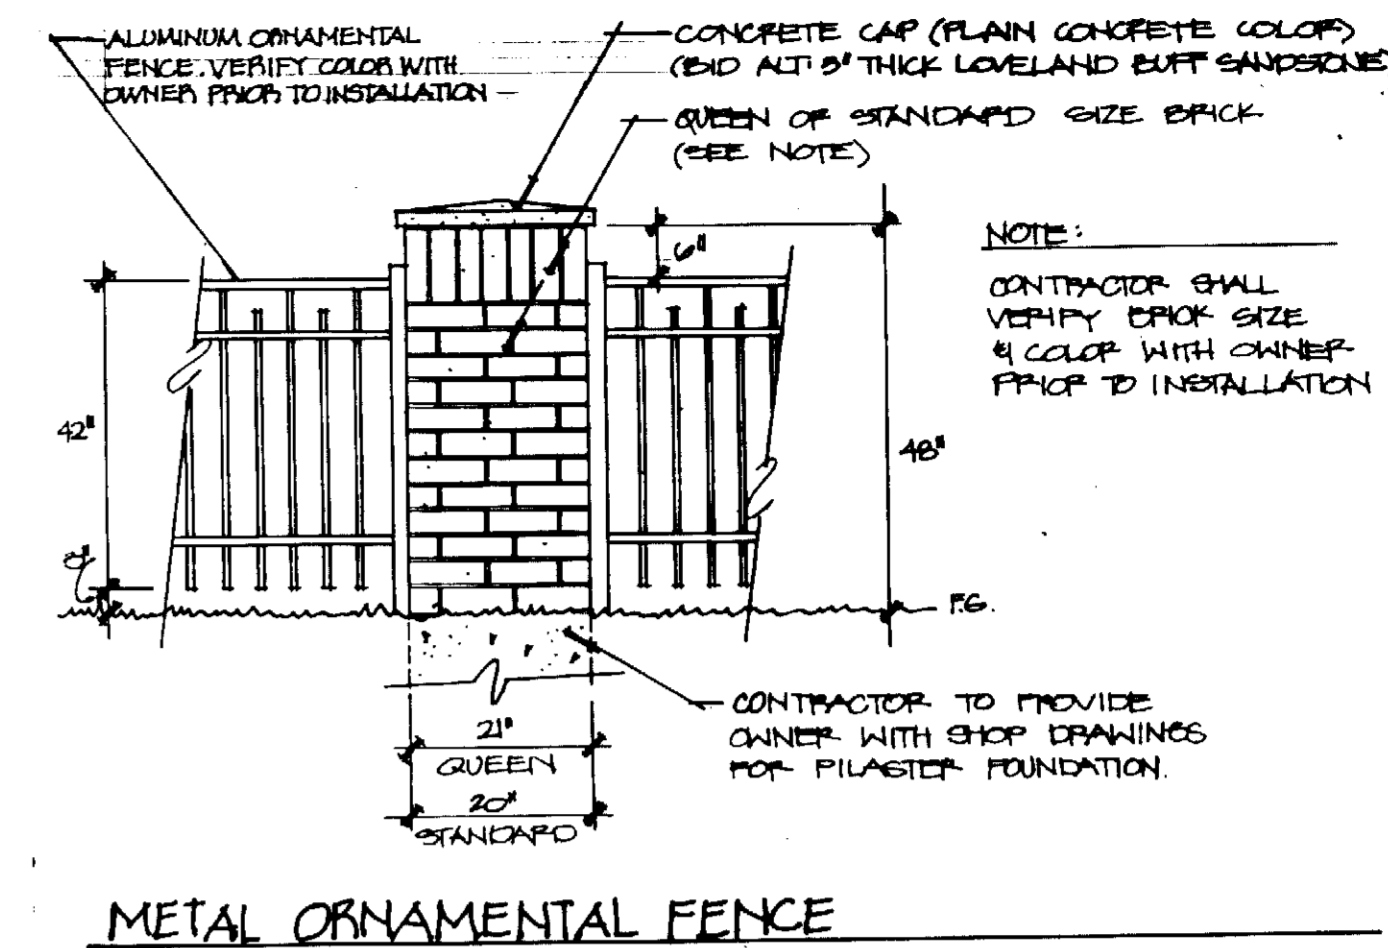 ALUMINUM ORNAMENTAL
FENCE. VERIFY COLOR WITH
OWNER PRIOR TO INSTALLATION
CONCRETE CAP (PLAIN CONCRETE COLOR)
(BID ALT: 3" THICK LOVELAND BUFF SANDSTONE
QUEEN OR STANDARD SIZE BRICK
(SEE NOTE)
6"
NOTE:
CONTRACTOR SHALL
VERIFY BRICK SIZE
& COLOR WITH OWNER
PRIOR TO INSTALLATION
42"
48"
F.G.
CONTRACTOR TO PROVIDE
OWNER WITH SHOP DRAWINGS
FOR PILASTER FOUNDATION.
21"
QUEEN
20"
STANDARD
METAL ORNAMENTAL FENCE